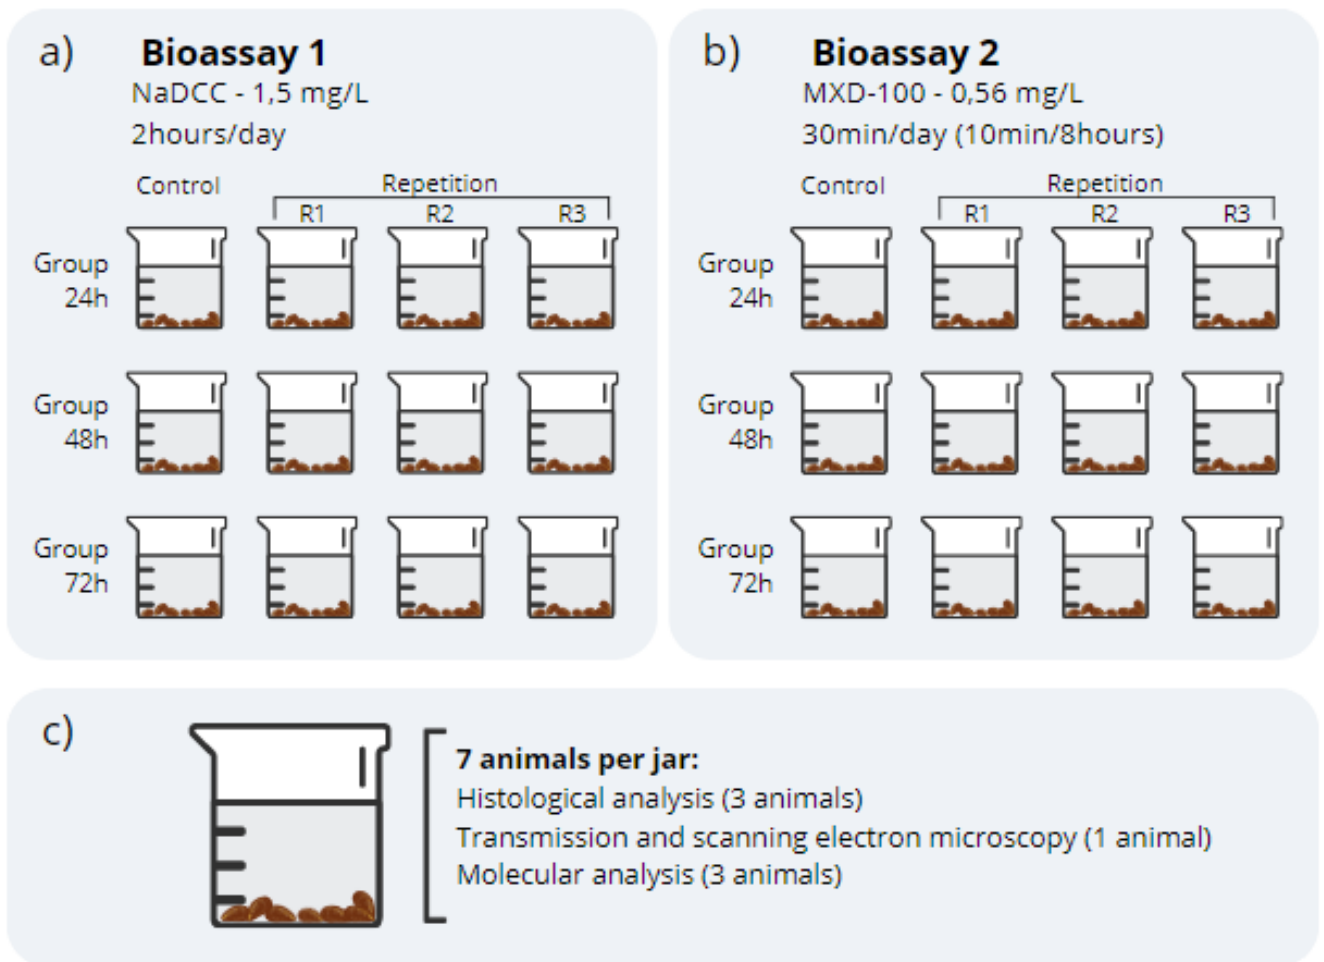 a)
Bioassay 1
NaDCC - 1,5 mg/L
2hours/day
Control
Repetition
R1 R2 R3
Group
24h
Group
48h
Group
72h
b)
Bioassay 2
MXD-100 - 0,56 mg/L
30min/day (10min/8hours)
Control
Repetition
R1 R2 R3
Group
24h
Group
48h
Group
72h
c)
7 animals per jar:
Histological analysis (3 animals)
Transmission and scanning electron microscopy (1 animal)
Molecular analysis (3 animals)